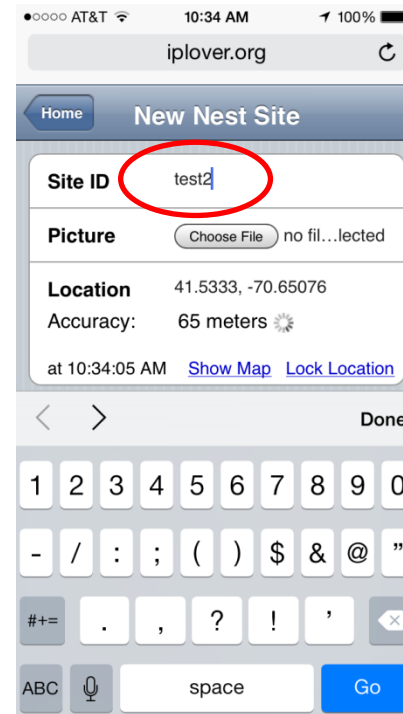 ●○○○○ AT&T 10:34 AM 100%
iplover.org
Home New Nest Site
Site ID test2
Picture Choose File no fil...lected
Location 41.5333, -70.65076
Accuracy: 65 meters
at 10:34:05 AM Show Map Lock Location
Done
1 2 3 4 5 6 7 8 9 0
- / : ; ( ) $ & @ "
#+= . , ? ! '
ABC space Go